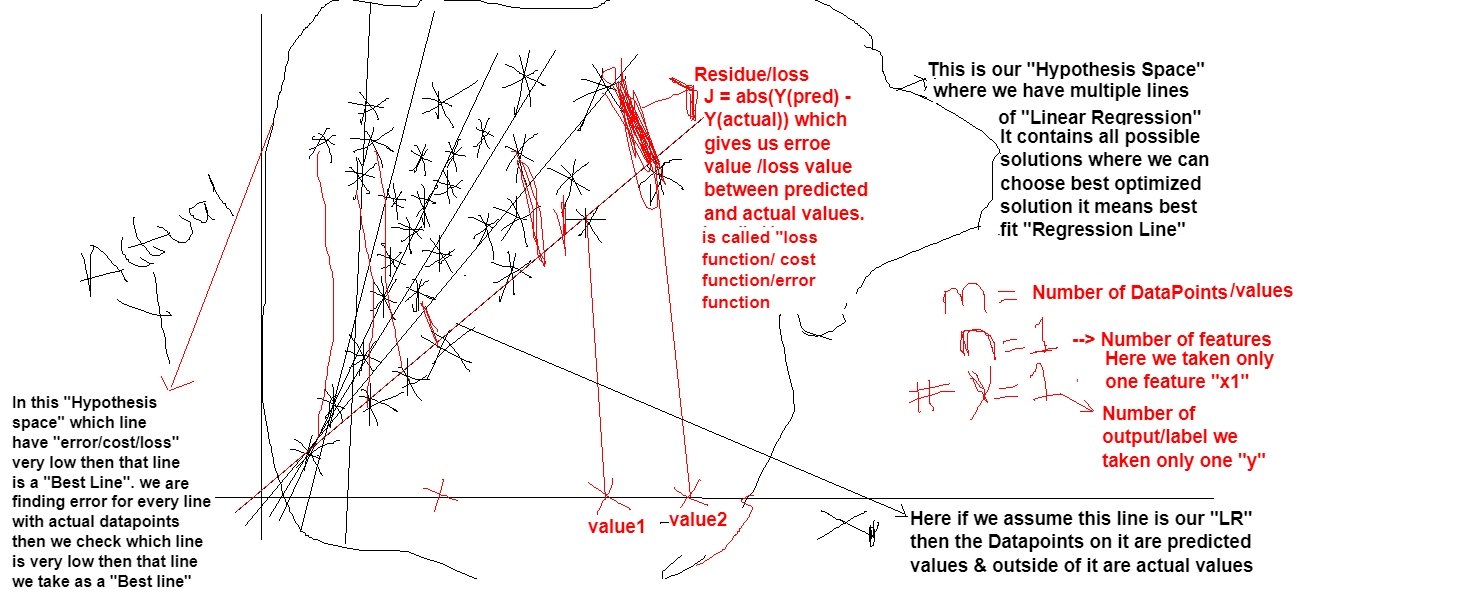 This is our "Hypothesis Space"
where we have multiple lines
of "Linear Regression"
It contains all possible
solutions where we can
choose best optimized
solution it means best
fit "Regression Line"
Residue/loss
J = abs(Y(pred) -
Y(actual)) which
gives us erroe
value /loss value
between predicted
and actual values.
is called "loss
function/ cost
function/error
function
Actual
Y
m = Number of DataPoints/values
n=1 --> Number of features
Here we taken only
one feature "x1"
# y=1
Number of
output/label we
taken only one "y"
In this "Hypothesis
space" which line
have "error/cost/loss"
very low then that line
is a "Best Line". we are
finding error for every line
with actual datapoints
then we check which line
is very low then that line
we take as a "Best line"
value1
value2
Here if we assume this line is our "LR"
then the Datapoints on it are predicted
values & outside of it are actual values